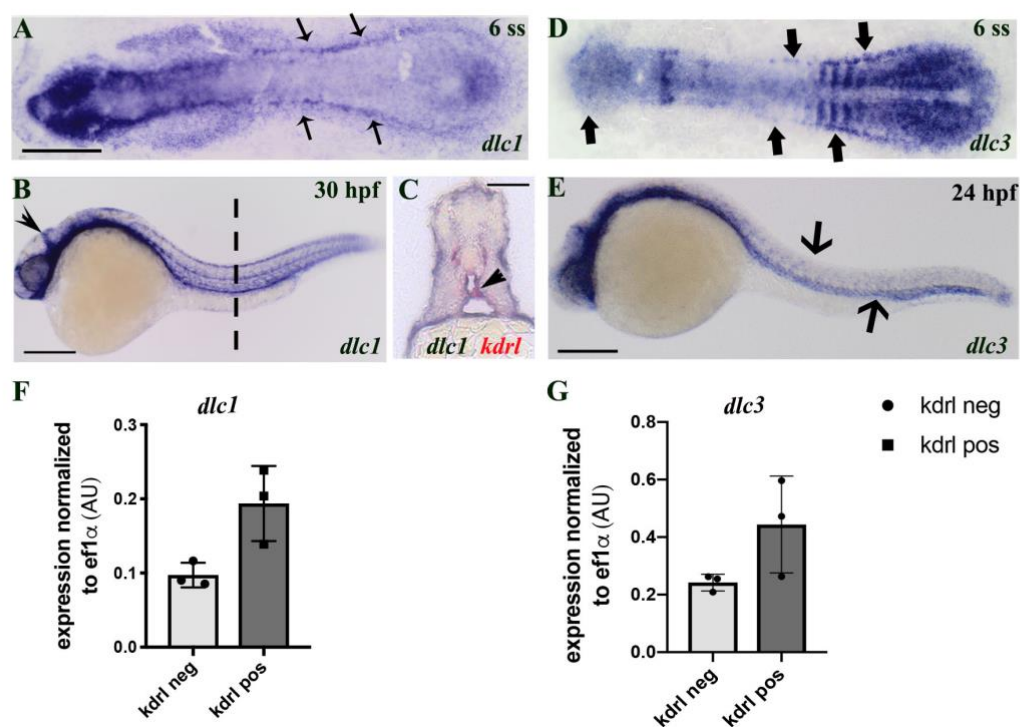 A
6 ss
dlc1
D
6 ss
dlc3
B
30 hpf
dlc1
C
dlc1 kdrl
E
24 hpf
dlc3
F
dlc1
expression normalized
to ef1α (AU)
0.3
0.2
0.1
0.0
kdrl neg
kdrl pos
G
dlc3
expression normalized
to ef1α (AU)
0.8
0.6
0.4
0.2
0.0
kdrl neg
kdrl pos
kdrl neg
kdrl pos